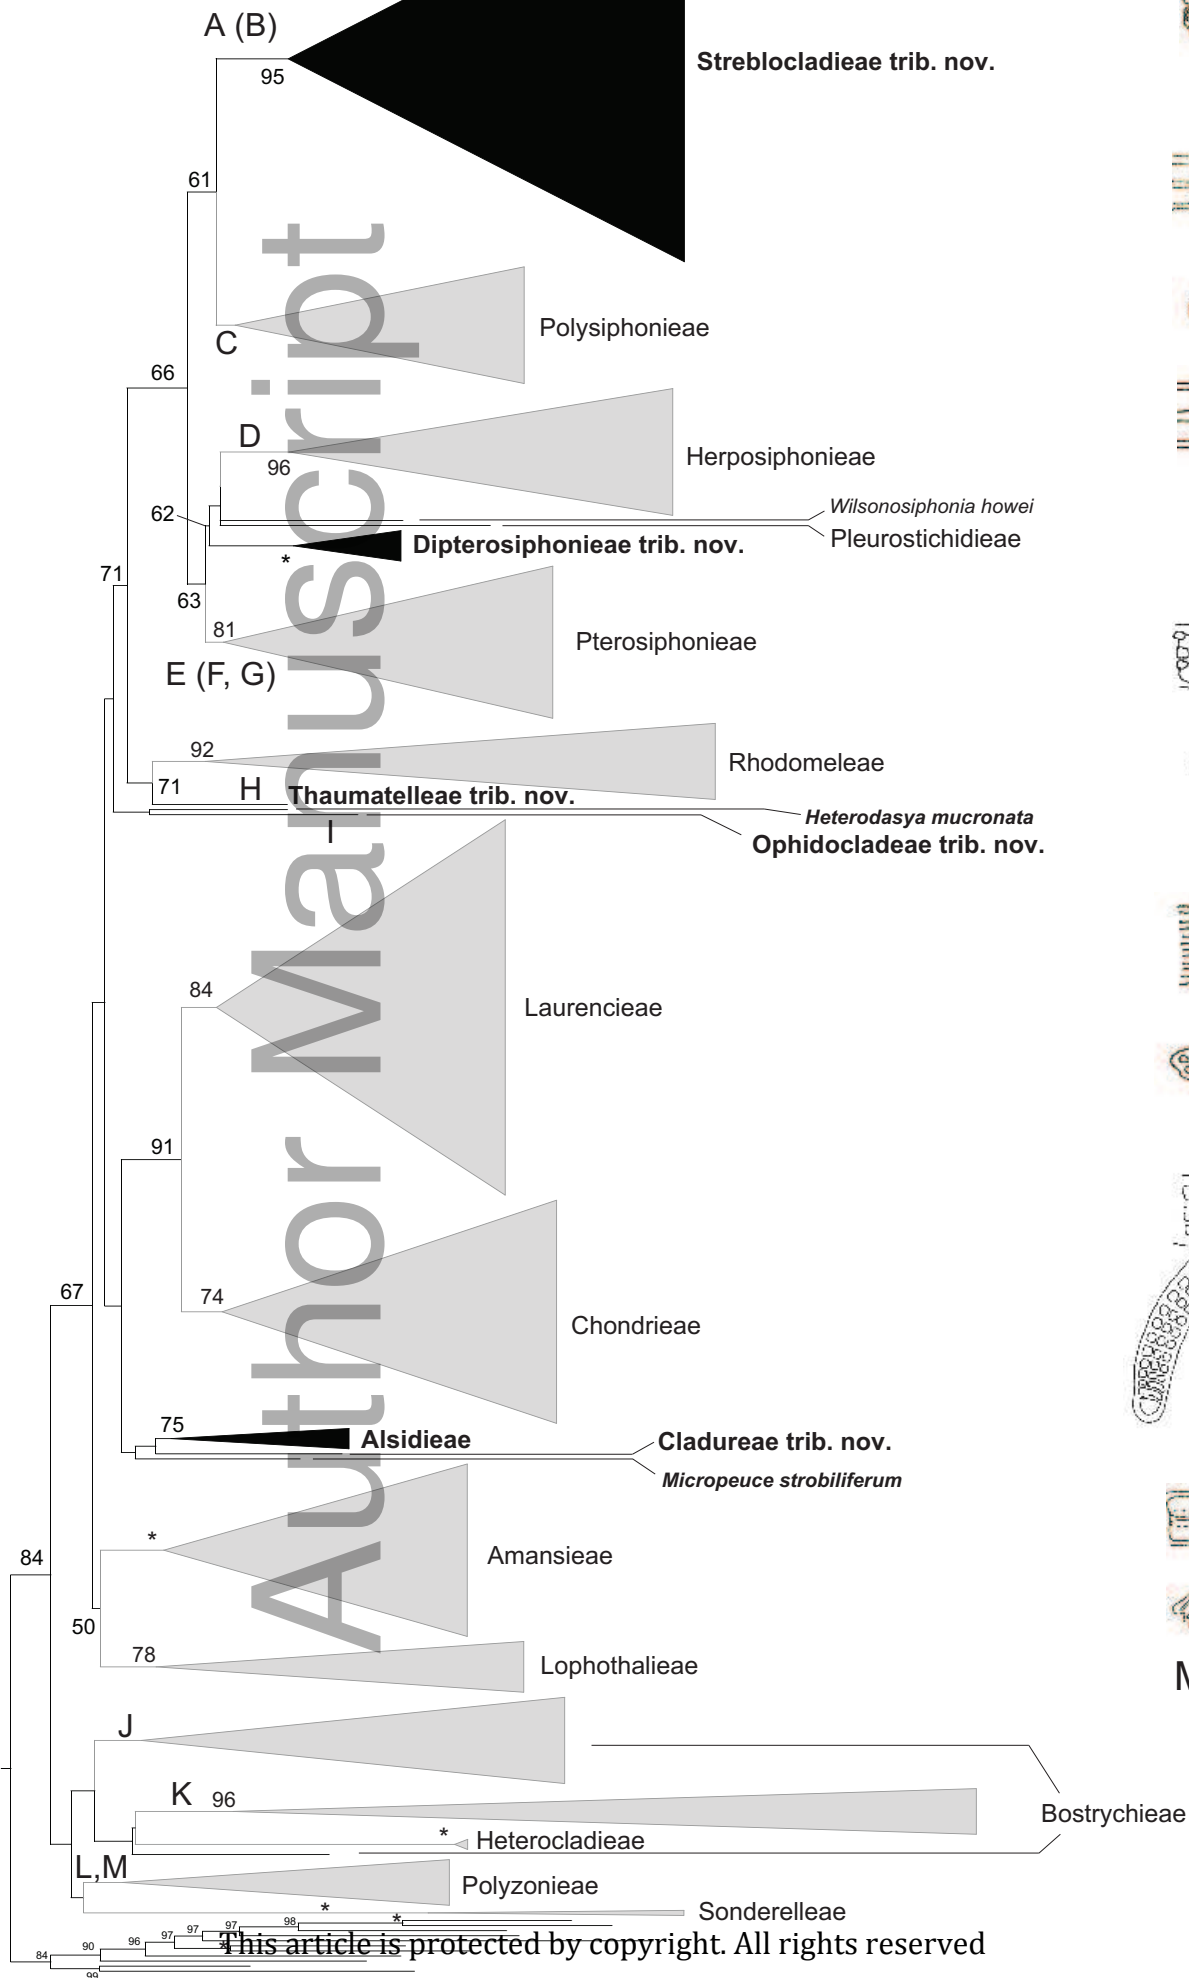 A (B)
95
Streblocladieae trib. nov.
61
C
Polysiphonieae
66
D
96
Herposiphonieae
62
Wilsonosiphonia howei
Pleurostichidieae
Dipterosiphonieae trib. nov.
*
71
63
81
Pterosiphonieae
E (F, G)
92
Rhodomeleae
71
H
Thaumatelleae trib. nov.
Heterodasya mucronata
I
Ophidocladeae trib. nov.
84
Laurencieae
91
67
74
Chondrieae
75
Alsidieae
Cladureae trib. nov.
Micropeuce strobiliferum
*
Amansieae
84
50
78
Lophothalieae
J
K
96
Bostrychieae
*
Heterocladieae
L,M
Polyzonieae
*
Sonderelleae
98
*
97
97
97
96
90
84
99
*
M
Author Manuscript
This article is protected by copyright. All rights reserved